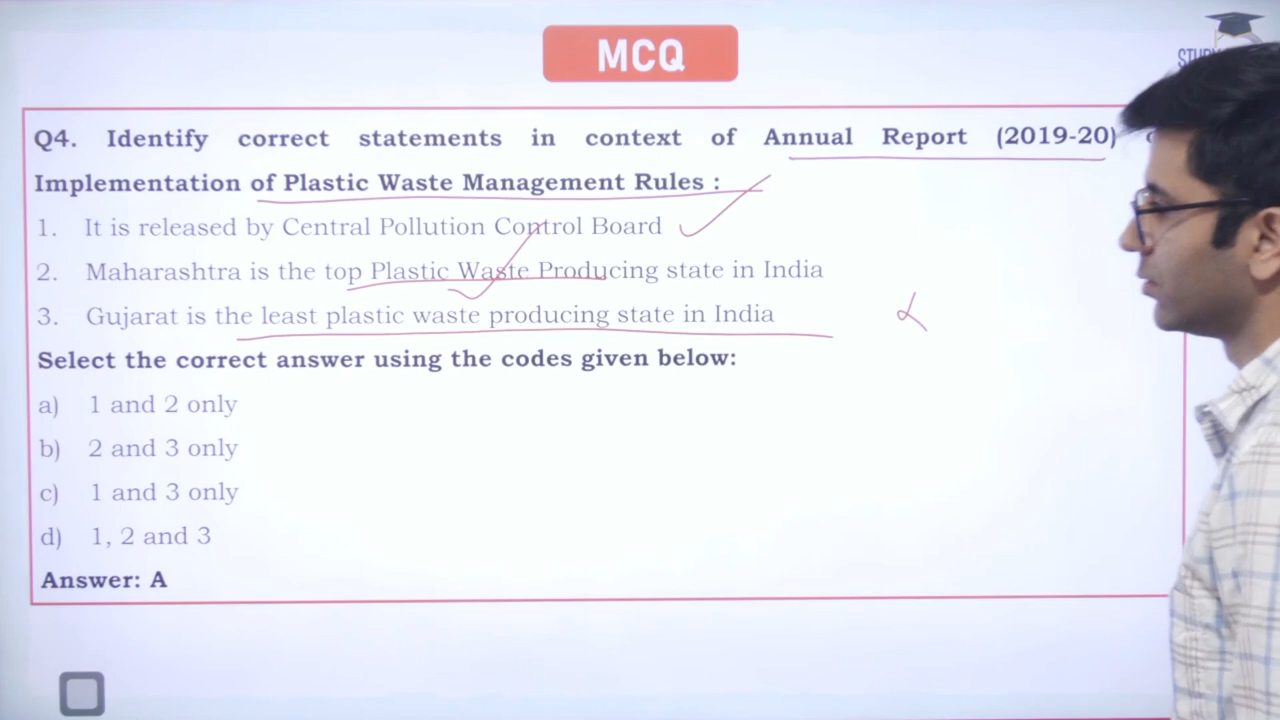 MCQ
Q4. Identify correct statements in context of Annual Report (2019-20)
Implementation of Plastic Waste Management Rules :
1. It is released by Central Pollution Control Board
2. Maharashtra is the top Plastic Waste Producing state in India
3. Gujarat is the least plastic waste producing state in India
Select the correct answer using the codes given below:
a) 1 and 2 only
b) 2 and 3 only
c) 1 and 3 only
d) 1, 2 and 3
Answer: A